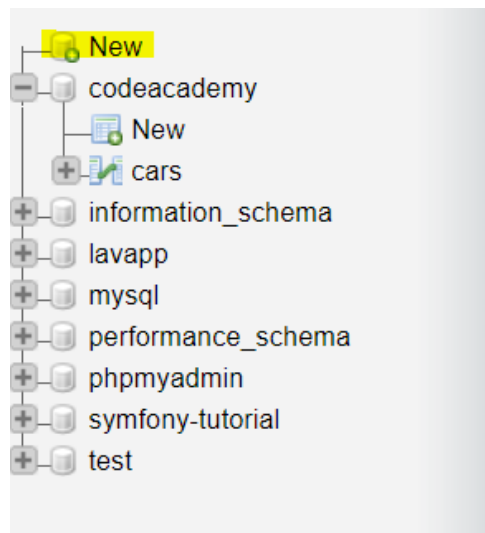 New
codeacademy
New
cars
information_schema
lavapp
mysql
performance_schema
phpmyadmin
symfony-tutorial
test